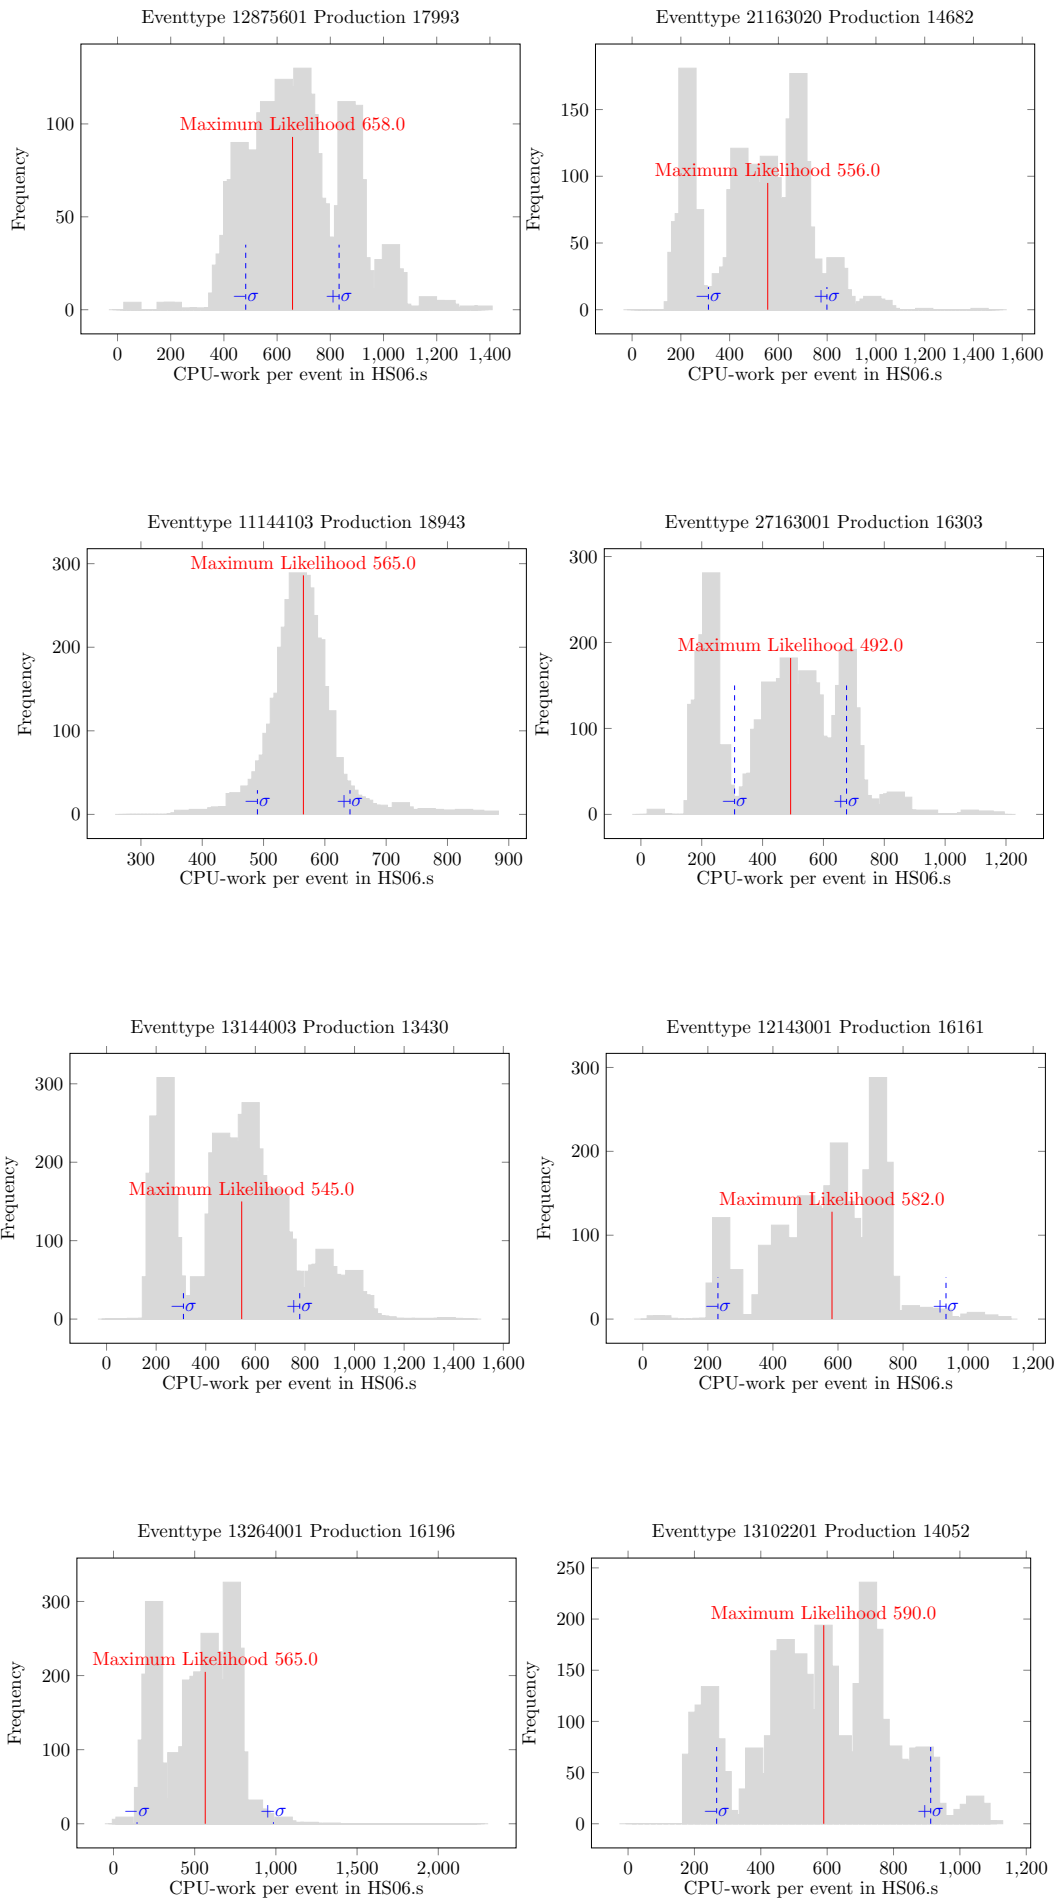 Eventtype 12875601 Production 17993
Frequency
100
50
0
Maximum Likelihood 658.0
−σ
+σ
0 200 400 600 800 1,000 1,200 1,400
CPU-work per event in HS06.s
Eventtype 21163020 Production 14682
Frequency
150
100
50
0
Maximum Likelihood 556.0
−σ
+σ
0 200 400 600 800 1,000 1,200 1,400 1,600
CPU-work per event in HS06.s
Eventtype 11144103 Production 18943
Frequency
300
200
100
0
Maximum Likelihood 565.0
−σ
+σ
300 400 500 600 700 800 900
CPU-work per event in HS06.s
Eventtype 27163001 Production 16303
Frequency
300
200
100
0
Maximum Likelihood 492.0
−σ
+σ
0 200 400 600 800 1,000 1,200
CPU-work per event in HS06.s
Eventtype 13144003 Production 13430
Frequency
300
200
100
0
Maximum Likelihood 545.0
−σ
+σ
0 200 400 600 800 1,000 1,200 1,400 1,600
CPU-work per event in HS06.s
Eventtype 12143001 Production 16161
Frequency
300
200
100
0
Maximum Likelihood 582.0
−σ
+σ
0 200 400 600 800 1,000 1,200
CPU-work per event in HS06.s
Eventtype 13264001 Production 16196
Frequency
300
200
100
0
Maximum Likelihood 565.0
−σ
+σ
0 500 1,000 1,500 2,000
CPU-work per event in HS06.s
Eventtype 13102201 Production 14052
Frequency
250
200
150
100
50
0
Maximum Likelihood 590.0
−σ
+σ
0 200 400 600 800 1,000 1,200
CPU-work per event in HS06.s